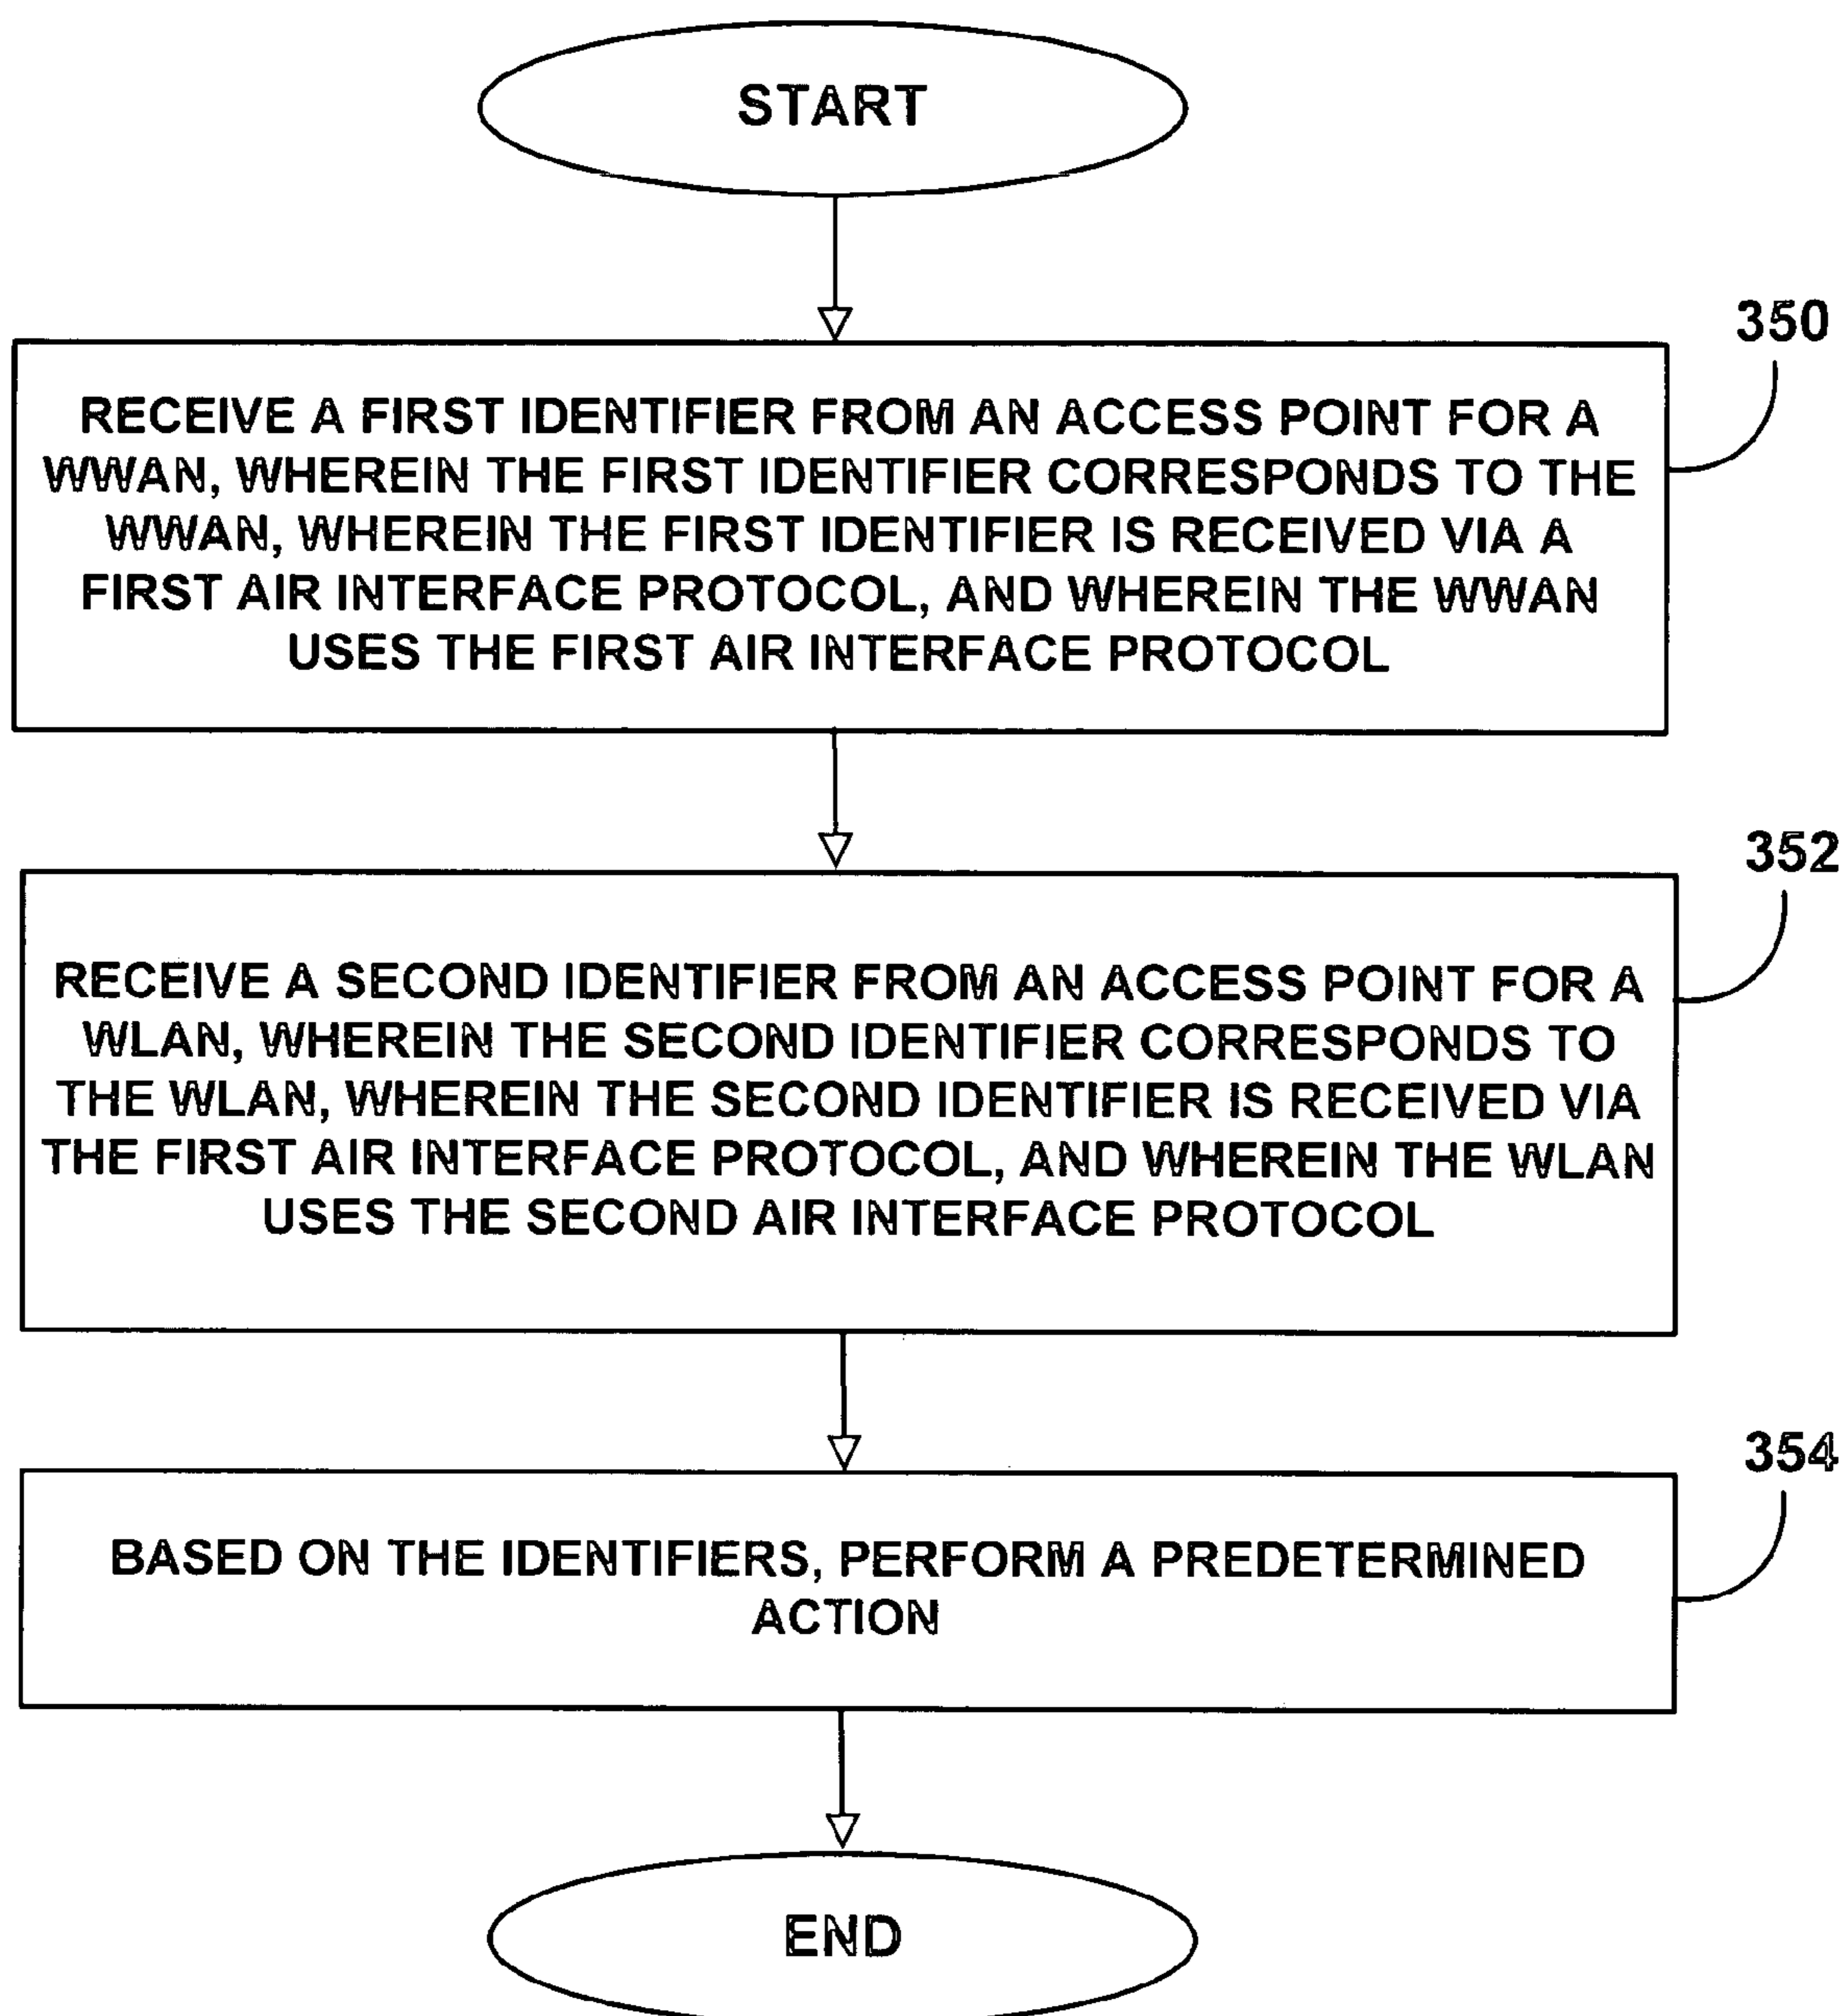 START
350
RECEIVE A FIRST IDENTIFIER FROM AN ACCESS POINT FOR A
WWAN, WHEREIN THE FIRST IDENTIFIER CORRESPONDS TO THE
WWAN, WHEREIN THE FIRST IDENTIFIER IS RECEIVED VIA A
FIRST AIR INTERFACE PROTOCOL, AND WHEREIN THE WWAN
USES THE FIRST AIR INTERFACE PROTOCOL
352
RECEIVE A SECOND IDENTIFIER FROM AN ACCESS POINT FOR A
WLAN, WHEREIN THE SECOND IDENTIFIER CORRESPONDS TO
THE WLAN, WHEREIN THE SECOND IDENTIFIER IS RECEIVED VIA
THE FIRST AIR INTERFACE PROTOCOL, AND WHEREIN THE WLAN
USES THE SECOND AIR INTERFACE PROTOCOL
354
BASED ON THE IDENTIFIERS, PERFORM A PREDETERMINED
ACTION
END